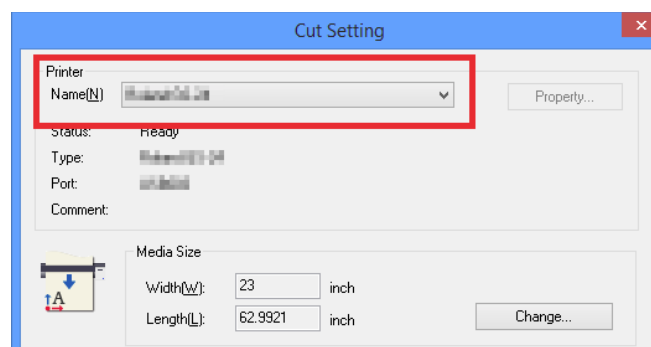 Cut Setting
Printer
Name(N)
Property...
Status: Ready
Type:
Port:
Comment:
A
Media Size
Width(W): 23 inch
Length(L): 62.9921 inch
Change...